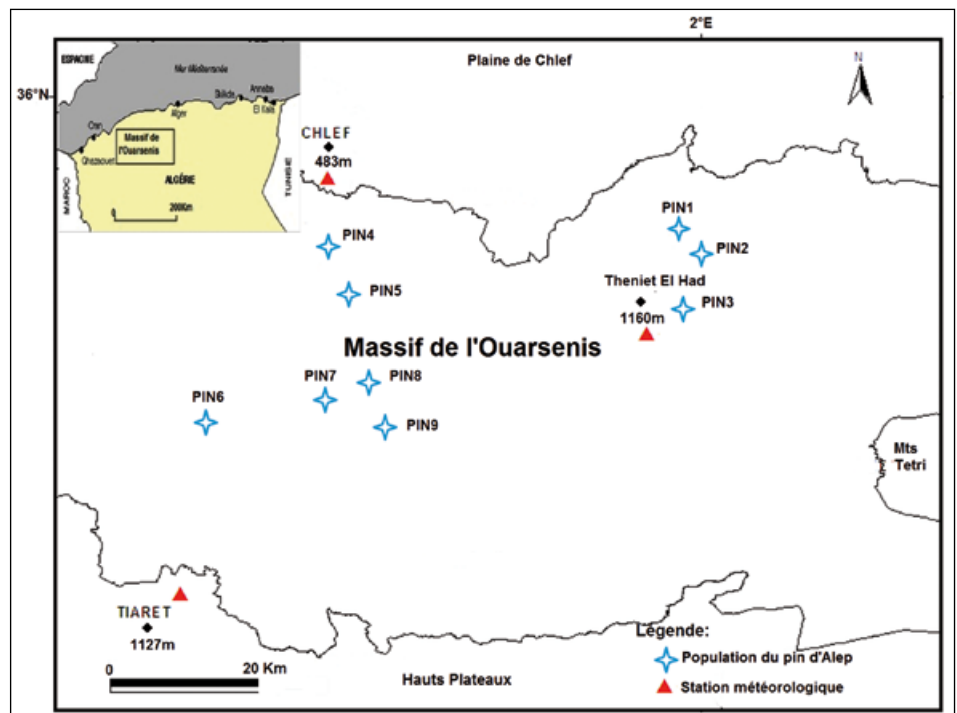 2°E
36°N
Plaine de Chlef
N
ESPAGNE
Mer Méditerranée
Annaba
Skikda
El Kala
Alger
Oran
Ghazaouet
Massif de
l'Ouarsenis
ALGÉRIE
MAROC
TUNISIE
0
200Km
CHLEF
483m
PIN1
PIN2
PIN4
PIN5
Theniet El Had
PIN3
1160m
Massif de l'Ouarsenis
PIN6
PIN7
PIN8
PIN9
Mts
Tetri
TIARET
1127m
0
20 Km
Hauts Plateaux
Légende:
Population du pin d'Alep
Station météorologique